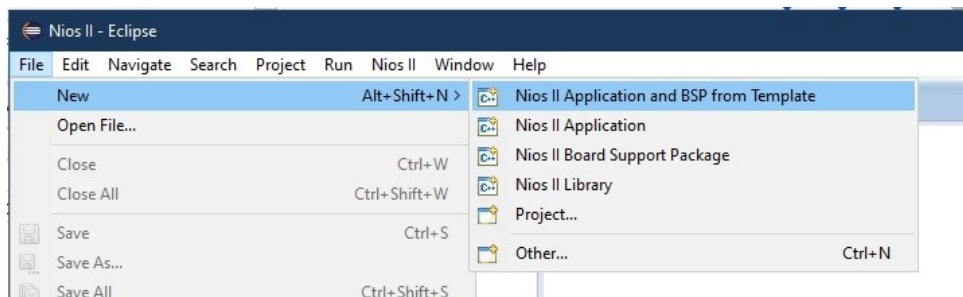 Nios II - Eclipse
File Edit Navigate Search Project Run Nios II Window Help
New Alt+Shift+N >
Open File...
Close Ctrl+W
Close All Ctrl+Shift+W
Save Ctrl+S
Save As...
Save All Ctrl+Shift+S
Nios II Application and BSP from Template
Nios II Application
Nios II Board Support Package
Nios II Library
Project...
Other... Ctrl+N